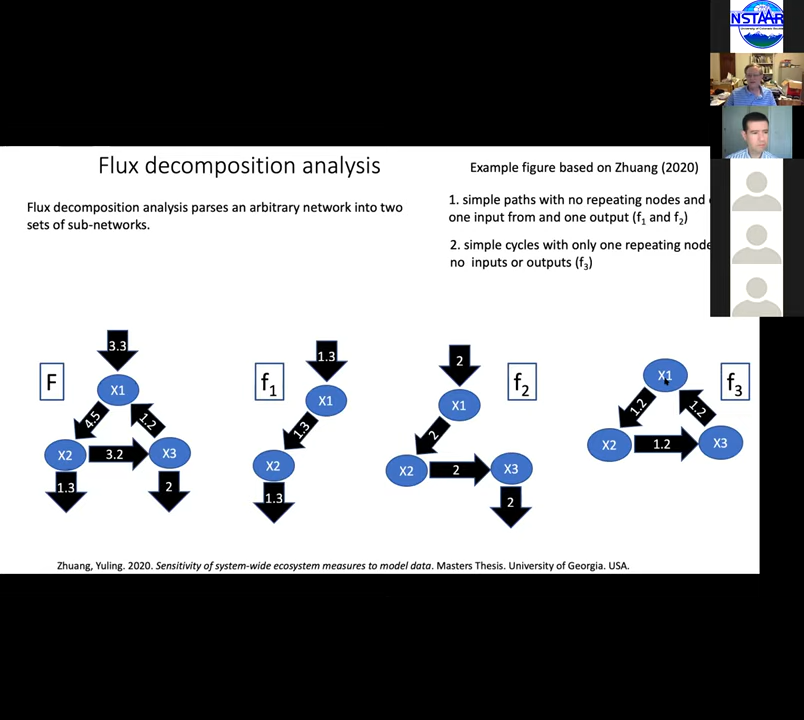 NSTAAR
Flux decomposition analysis
Example figure based on Zhuang (2020)
Flux decomposition analysis parses an arbitrary network into two
sets of sub-networks.
1. simple paths with no repeating nodes and
one input from and one output (f₁ and f₂)
2. simple cycles with only one repeating node
no inputs or outputs (f₃)
F
3.3
X1
4.5
1.2
X2
3.2
X3
1.3
2
f₁
1.3
X1
1.3
X2
1.3
f₂
2
X1
2
X2
2
X3
2
f₃
X1
1.2
1.2
X2
1.2
X3
Zhuang, Yuling. 2020. Sensitivity of system-wide ecosystem measures to model data. Masters Thesis. University of Georgia. USA.